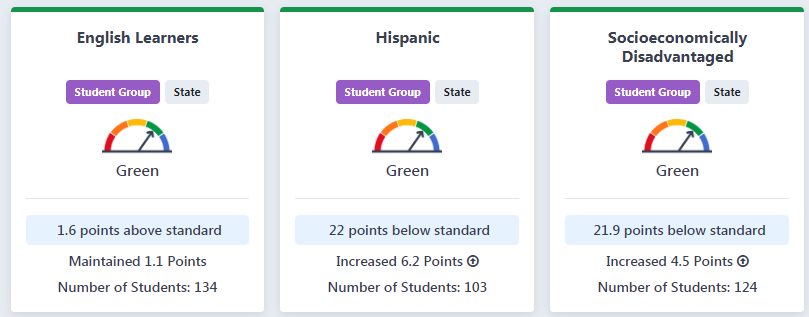 English Learners
Student Group State
Green
1.6 points above standard
Maintained 1.1 Points
Number of Students: 134
Hispanic
Student Group State
Green
22 points below standard
Increased 6.2 Points
Number of Students: 103
Socioeconomically
Disadvantaged
Student Group State
Green
21.9 points below standard
Increased 4.5 Points
Number of Students: 124